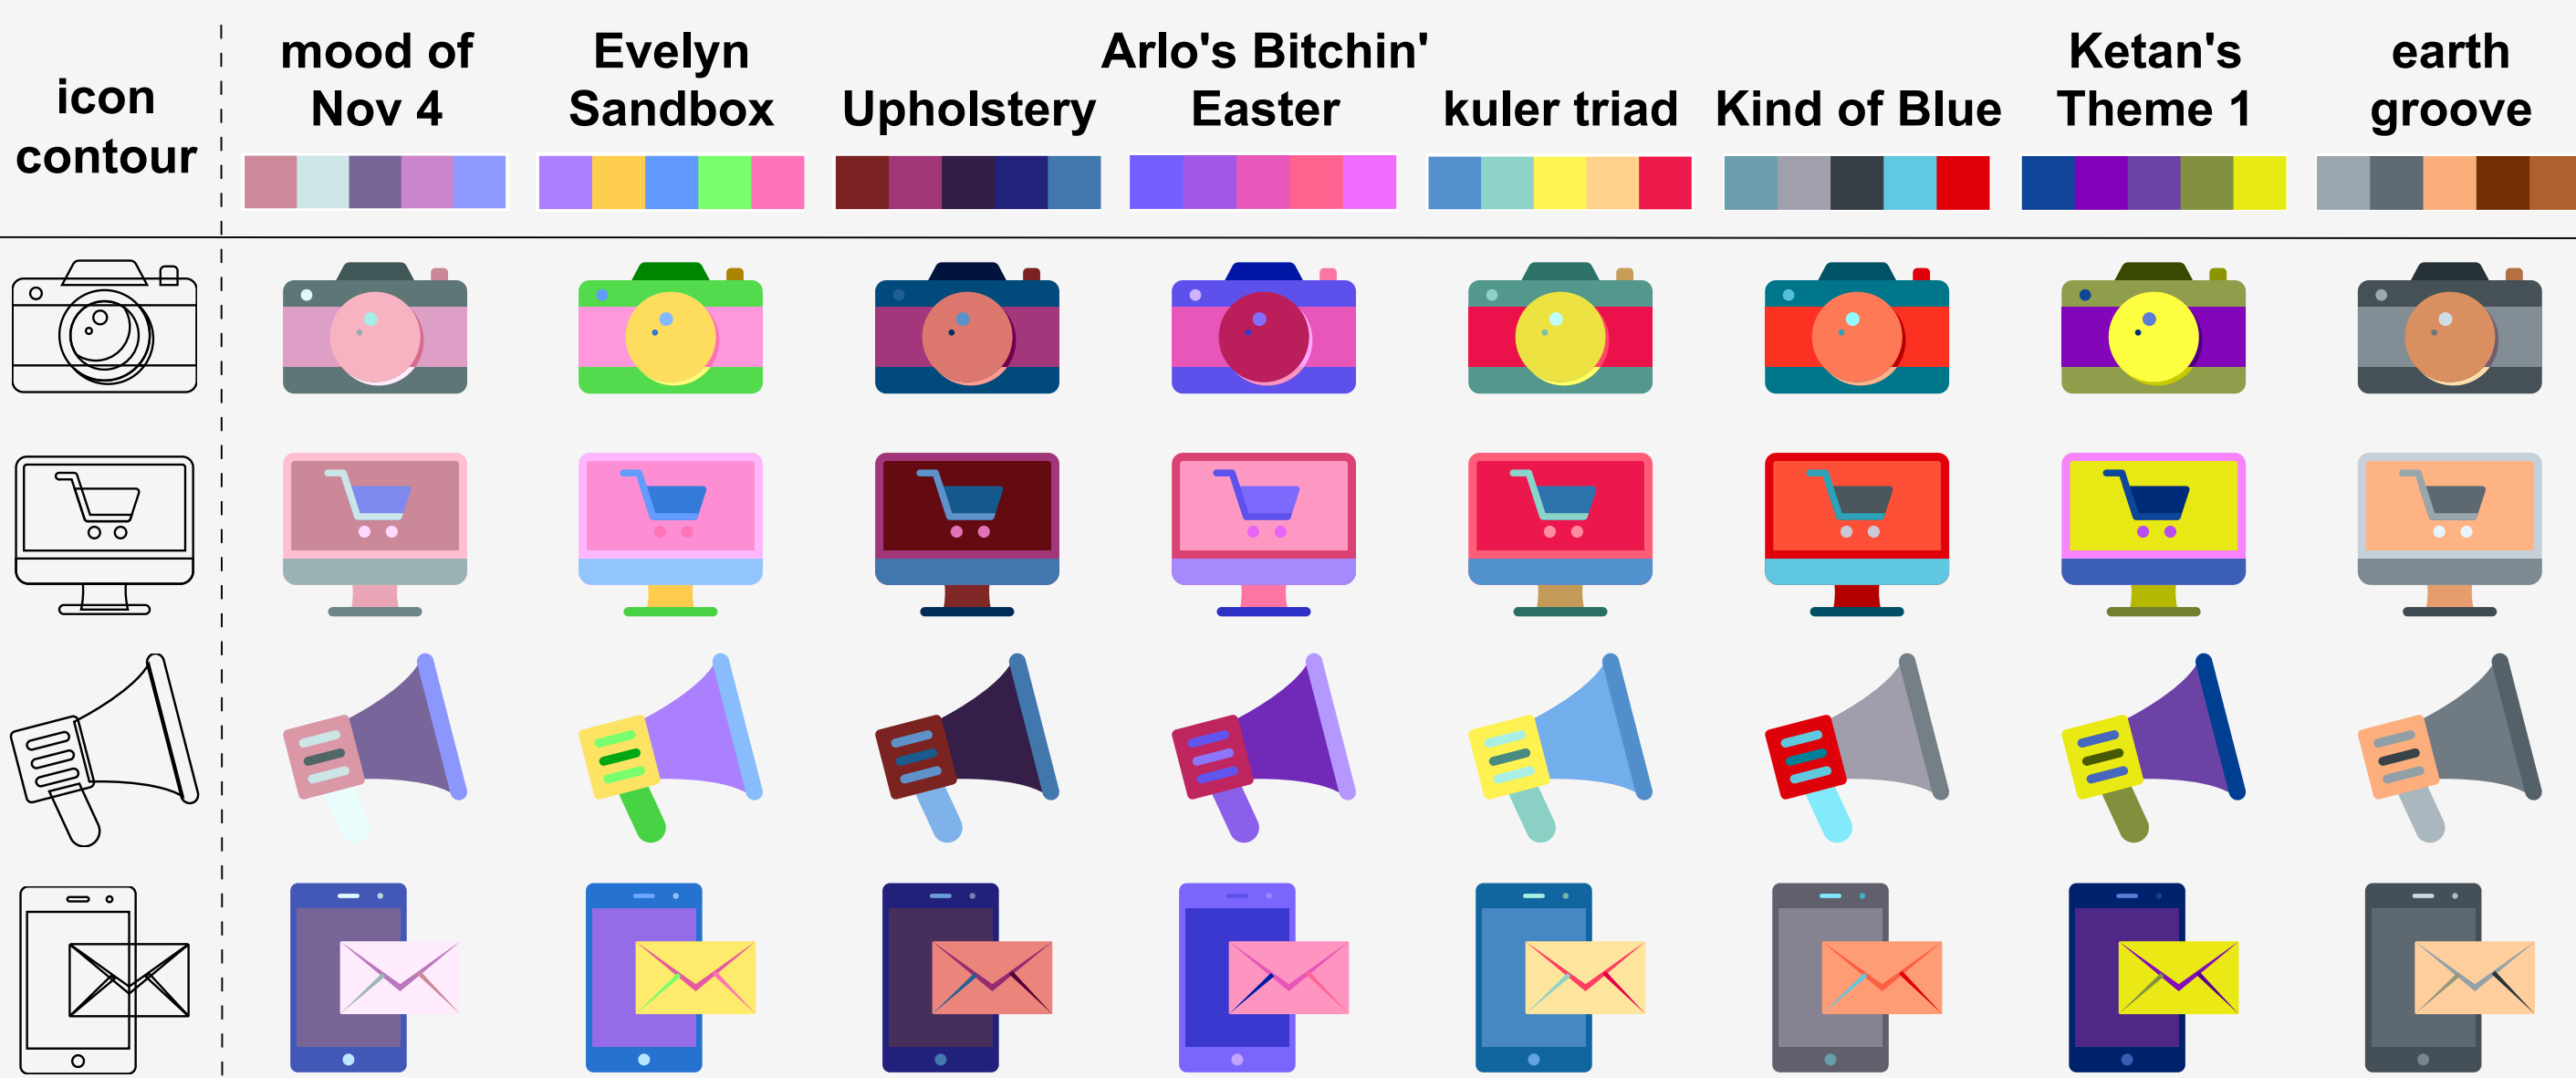 icon
contour
mood of
Nov 4
Evelyn
Sandbox
Upholstery
Arlo's Bitchin'
Easter
kuler triad
Kind of Blue
Ketan's
Theme 1
earth
groove